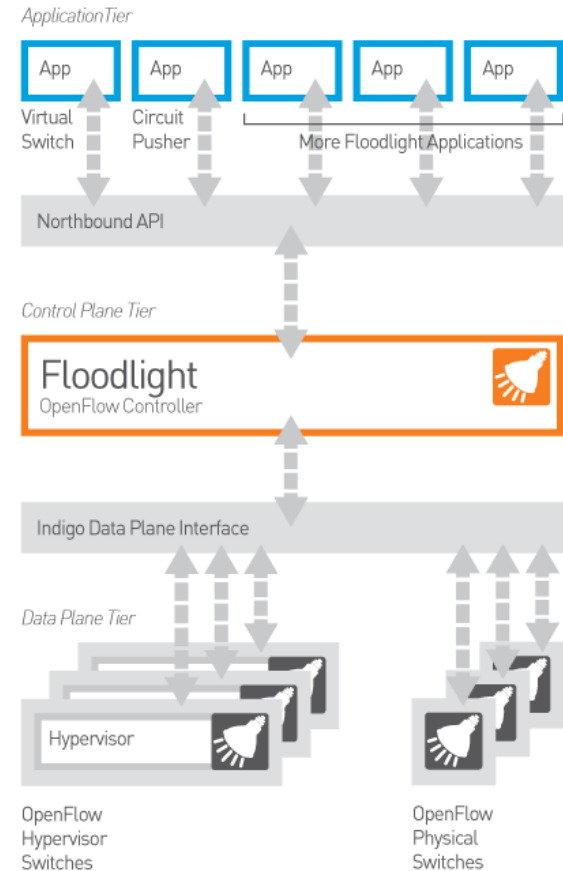 ApplicationTier
App
App
App
App
App
Virtual
Switch
Circuit
Pusher
More Floodlight Applications
Northbound API
Control Plane Tier
Floodlight
OpenFlow Controller
Indigo Data Plane Interface
Data Plane Tier
Hypervisor
OpenFlow
Hypervisor
Switches
OpenFlow
Physical
Switches